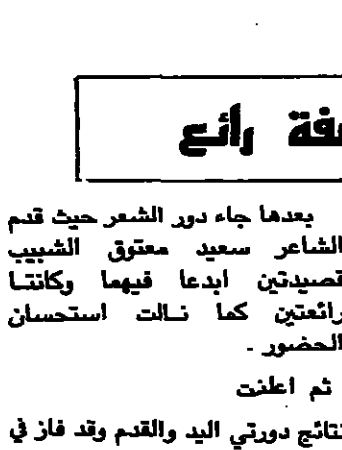 رائع
بعدها جاء دور الشعر حيث قدم
الشاعر سعيد معتوق الشبيب
قصيدتين ابدعا فيهما وكانتا
رائعتين كما نالت استحسان
الحضور .
ثم اعلنت
نتائج دورتي اليد والقدم وقد فاز في